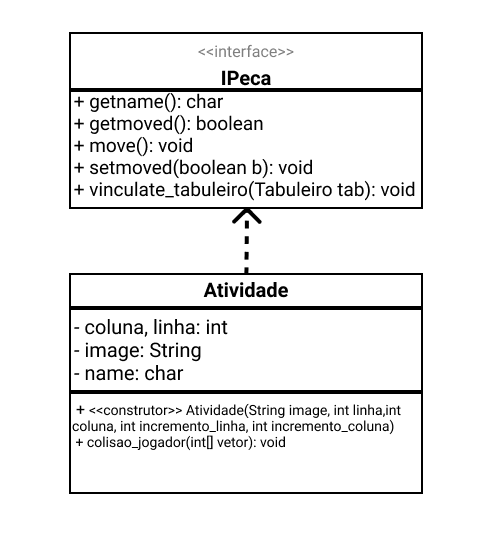 <<interface>>
IPeca
+ getname(): char
+ getmoved(): boolean
+ move(): void
+ setmoved(boolean b): void
+ vinculate_tabuleiro(Tabuleiro tab): void
Atividade
- coluna, linha: int
- image: String
- name: char
+ <<construtor>> Atividade(String image, int linha,int
coluna, int incremento_linha, int incremento_coluna)
+ colisao_jogador(int[] vetor): void